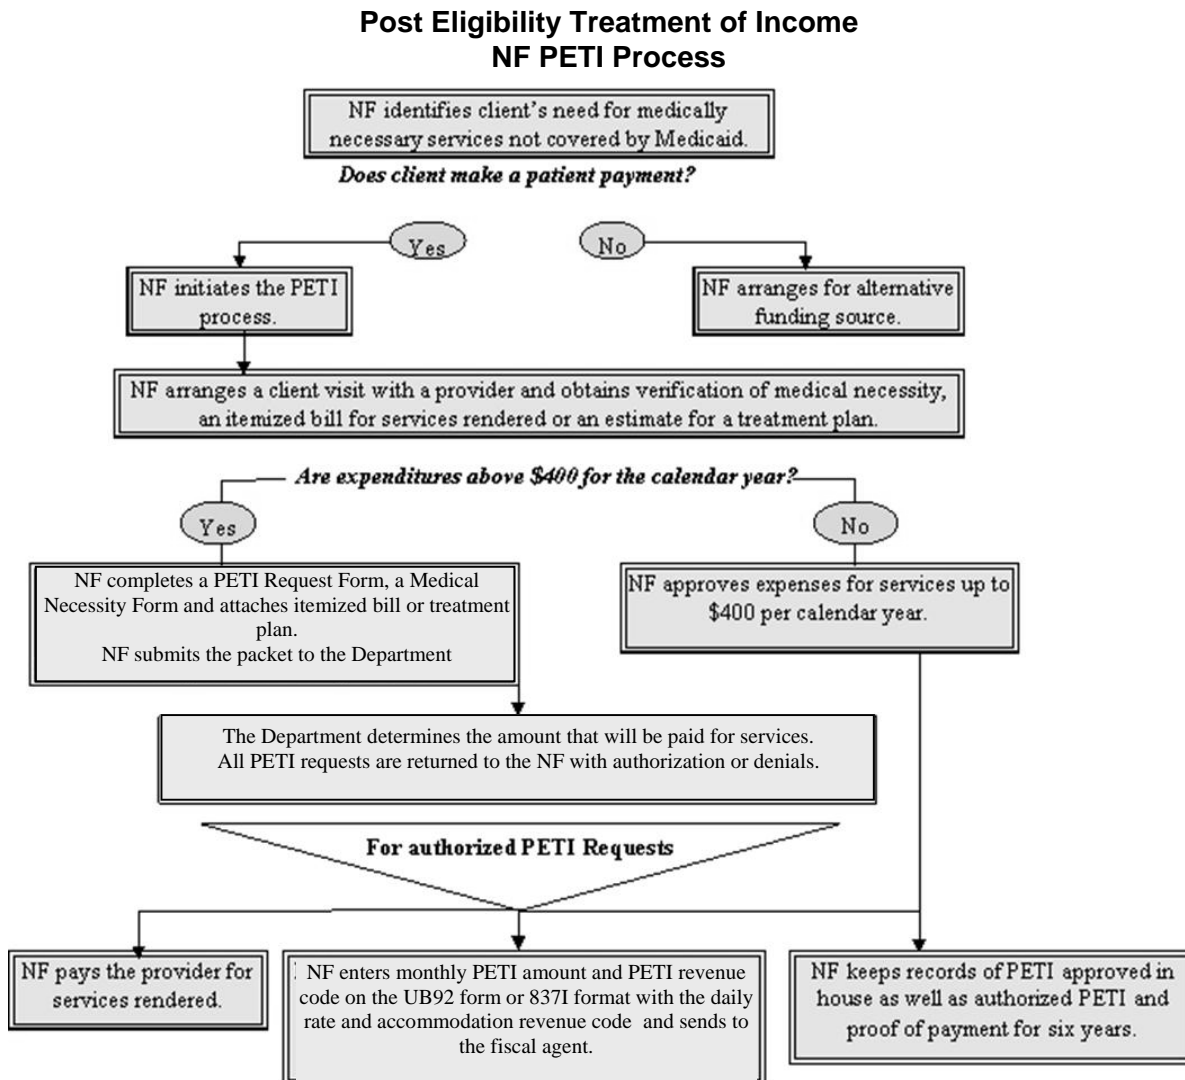 Post Eligibility Treatment of Income
NF PETI Process
NF identifies client's need for medically
necessary services not covered by Medicaid.
Does client make a patient payment?
Yes
No
NF initiates the PETI
process.
NF arranges for alternative
funding source.
NF arranges a client visit with a provider and obtains verification of medical necessity,
an itemized bill for services rendered or an estimate for a treatment plan.
Are expenditures above $400 for the calendar year?
Yes
No
NF completes a PETI Request Form, a Medical
Necessity Form and attaches itemized bill or treatment
plan.
NF submits the packet to the Department
NF approves expenses for services up to
$400 per calendar year.
The Department determines the amount that will be paid for services.
All PETI requests are returned to the NF with authorization or denials.
For authorized PETI Requests
NF pays the provider for
services rendered.
NF enters monthly PETI amount and PETI revenue
code on the UB92 form or 837I format with the daily
rate and accommodation revenue code and sends to
the fiscal agent.
NF keeps records of PETI approved in
house as well as authorized PETI and
proof of payment for six years.